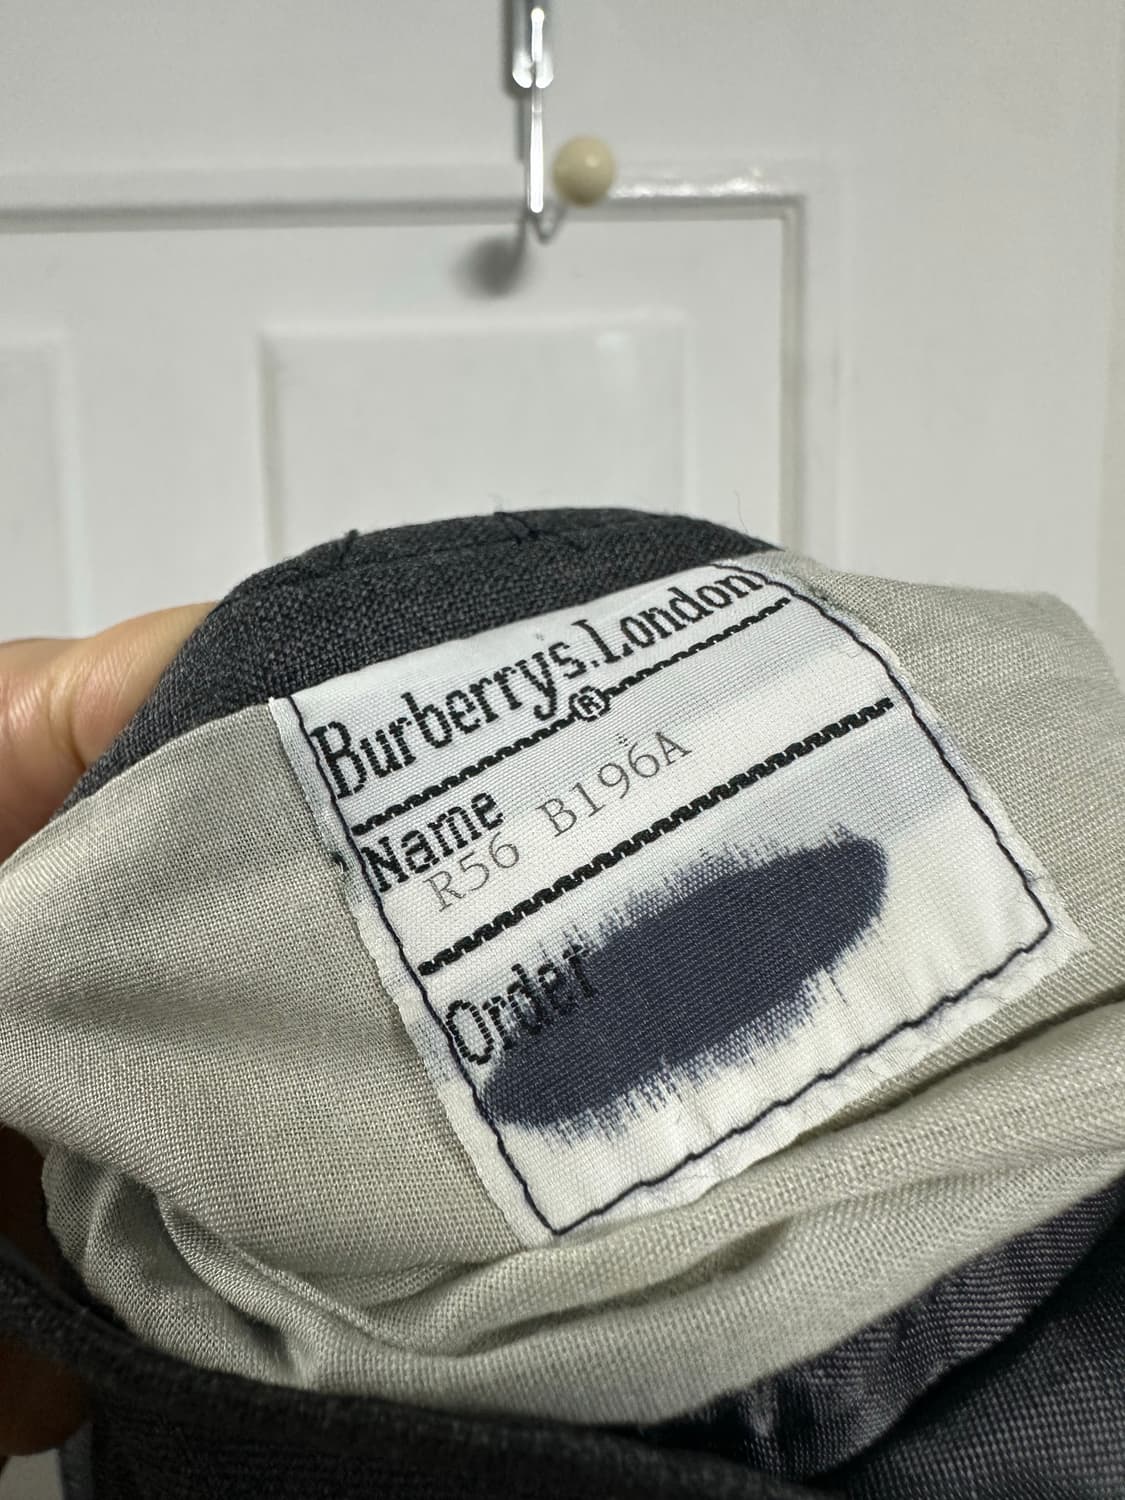 Burberrys.London
®
Name
R56 B196A
Order